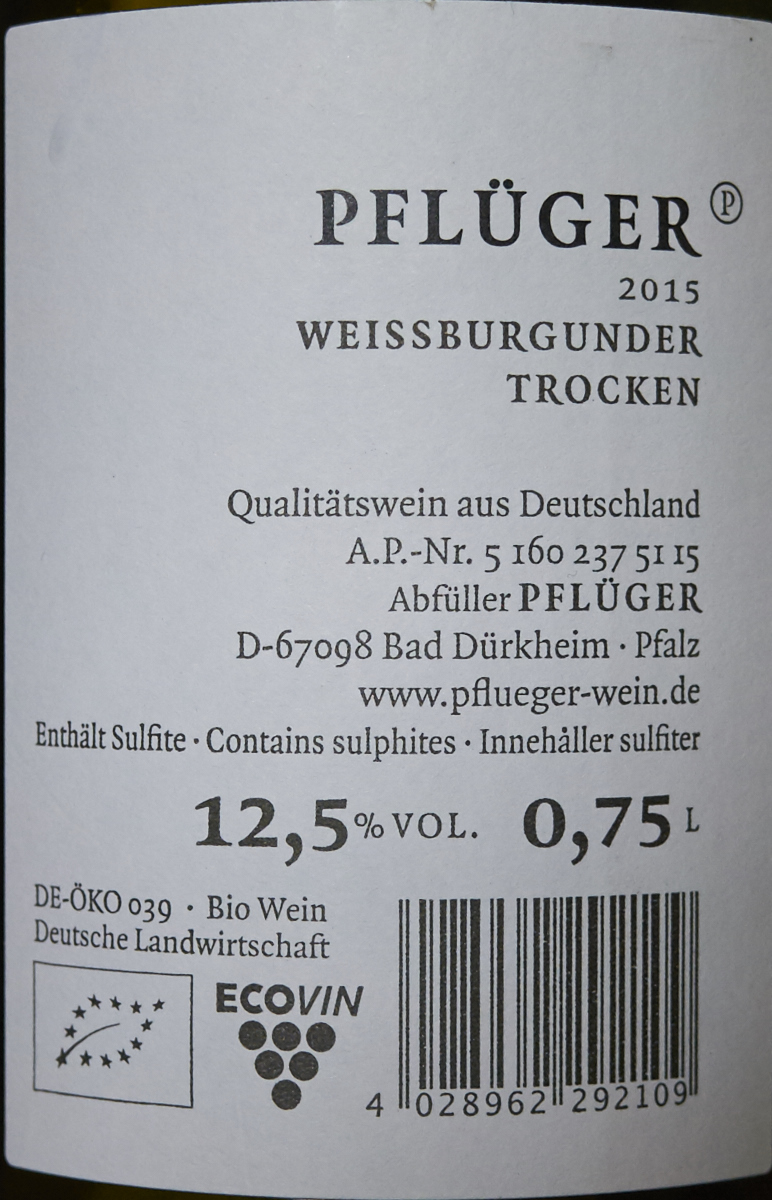 PFLÜGER Ⓟ
2015
WEISSBURGUNDER
TROCKEN
Qualitätswein aus Deutschland
A.P.-Nr. 5 160 237 51 15
Abfüller PFLÜGER
D-67098 Bad Dürkheim · Pfalz
www.pflueger-wein.de
Enthält Sulfite · Contains sulphites · Innehåller sulfiter
12,5% VOL. 0,75 L
DE-ÖKO 039 · Bio Wein
Deutsche Landwirtschaft
ECOVIN
4 028962 292109